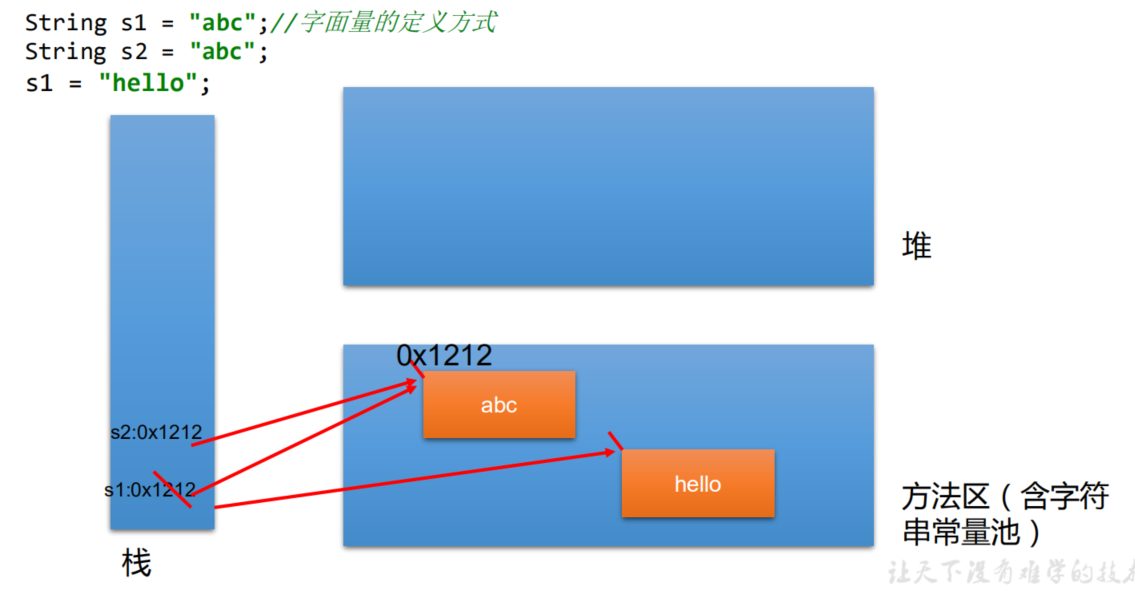 String s1 = "abc";//字面量的定义方式
String s2 = "abc";
s1 = "hello";
堆
0x1212
abc
s2:0x1212
hello
s1:0x1212
方法区（含字符
串常量池）
栈
让天下没有难学的技术